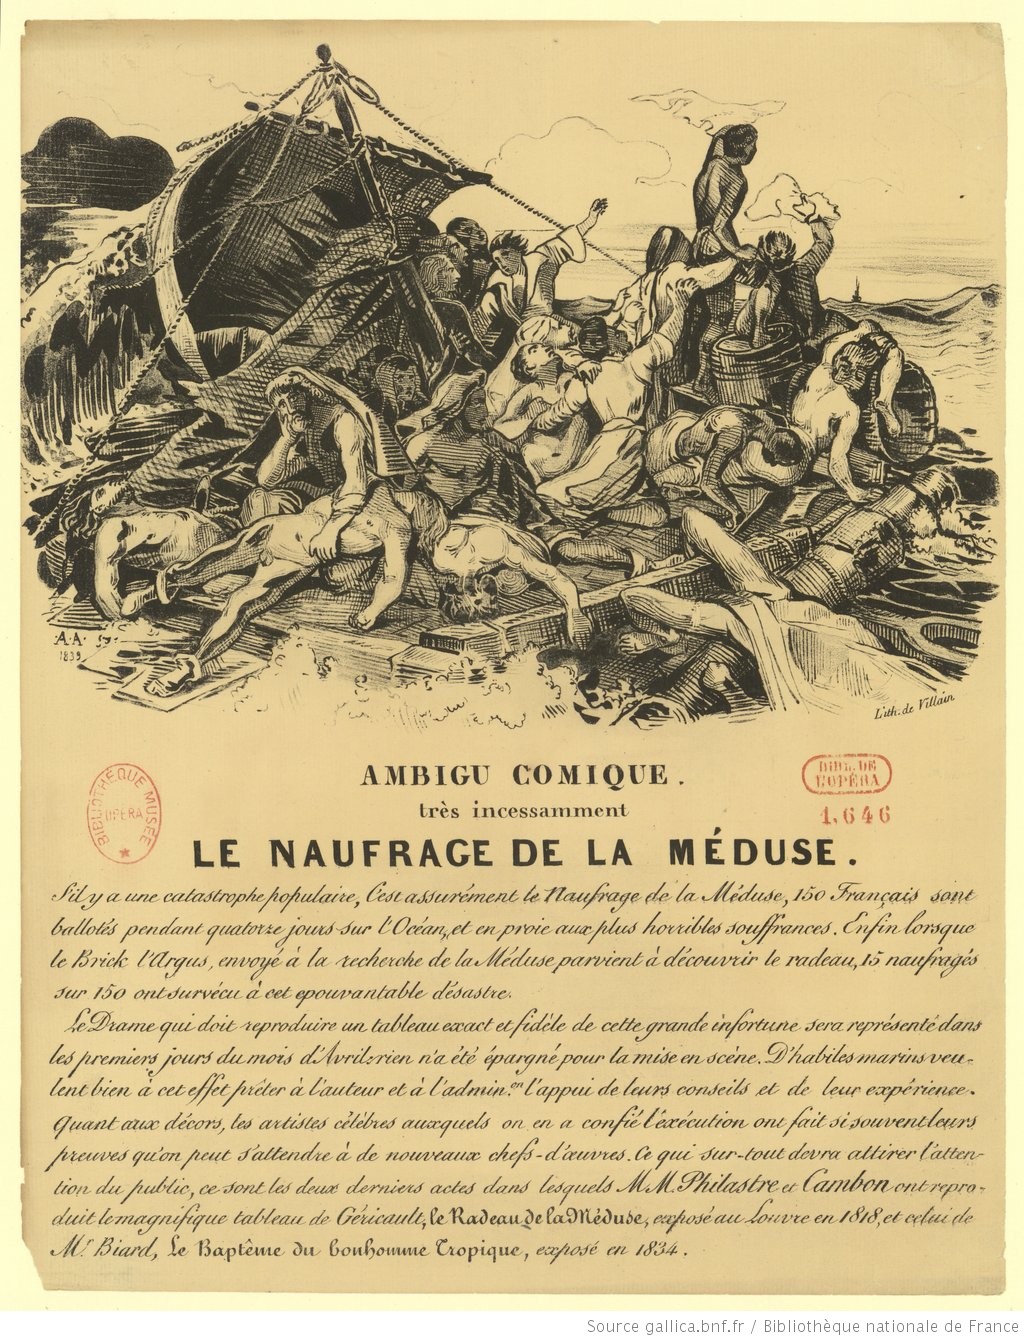 A.A.
1839
Lith. de Villain
AMBIGU COMIQUE.
très incessamment
LE NAUFRAGE DE LA MÉDUSE.
BIBLIOTHÈQUE MUSÉE
OPÉRA
BIBL. DE
L'OPÉRA
1,646
S'il y a une catastrophe populaire, C'est assurément le Naufrage de la Méduse, 150 Français sont
ballotés pendant quatorze jours sur l'Océan, et en proie aux plus horribles souffrances. Enfin lorsque
le Brick l'Argus, envoyé à la recherche de la Méduse parvient à découvrir le radeau, 15 naufragés
sur 150 ont survécu à cet epouvantable désastre.
Le Drame qui doit reproduire un tableau exact et fidéle de cette grande infortune sera représenté dans
les premiers jours du mois d'Avril: rien n'a été épargné pour la mise en scène. D'habiles marins veu-
lent bien à cet effet prêter à l'auteur et à l'admin.on l'appui de leurs conseils et de leur expérience.
Quant aux décors, les artistes célèbres auxquels on en a confié l'éxécution ont fait si souvent leurs
preuves qu'on peut s'attendre à de nouveaux chefs-d'œuvres. Ce qui sur-tout devra attirer l'atten-
tion du public, ce sont les deux derniers actes dans lesquels M.M. Philastre et Cambon ont repro-
duit le magnifique tableau de Géricault, le Radeau de la Méduse, exposé au Louvre en 1818, et celui de
Mr Biard, Le Baptême du bonhomme Tropique, exposé en 1834.
Source gallica.bnf.fr / Bibliothèque nationale de France